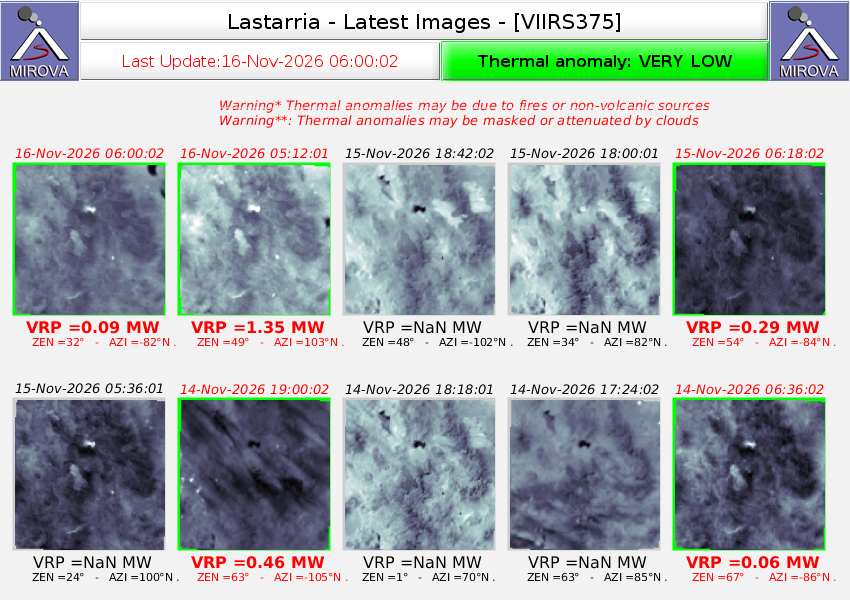 Lastarria - Latest Images - [VIIRS375]
MIROVA
Last Update:16-Nov-2026 06:00:02
Thermal anomaly: VERY LOW
MIROVA
Warning* Thermal anomalies may be due to fires or non-volcanic sources
Warning**: Thermal anomalies may be masked or attenuated by clouds
16-Nov-2026 06:00:02 16-Nov-2026 05:12:01 15-Nov-2026 18:42:02 15-Nov-2026 18:00:01 15-Nov-2026 06:18:02
VRP =0.09 MW VRP =1.35 MW VRP =NaN MW VRP =NaN MW VRP =0.29 MW
ZEN =32° - AZI =-82°N . ZEN =49° - AZI =103°N . ZEN =48° - AZI =-102°N . ZEN =34° - AZI =82°N . ZEN =54° - AZI =-84°N .
15-Nov-2026 05:36:01 14-Nov-2026 19:00:02 14-Nov-2026 18:18:01 14-Nov-2026 17:24:02 14-Nov-2026 06:36:02
VRP =NaN MW VRP =0.46 MW VRP =NaN MW VRP =NaN MW VRP =0.06 MW
ZEN =24° - AZI =100°N . ZEN =63° - AZI =-105°N . ZEN =1° - AZI =70°N . ZEN =63° - AZI =85°N . ZEN =67° - AZI =-86°N .